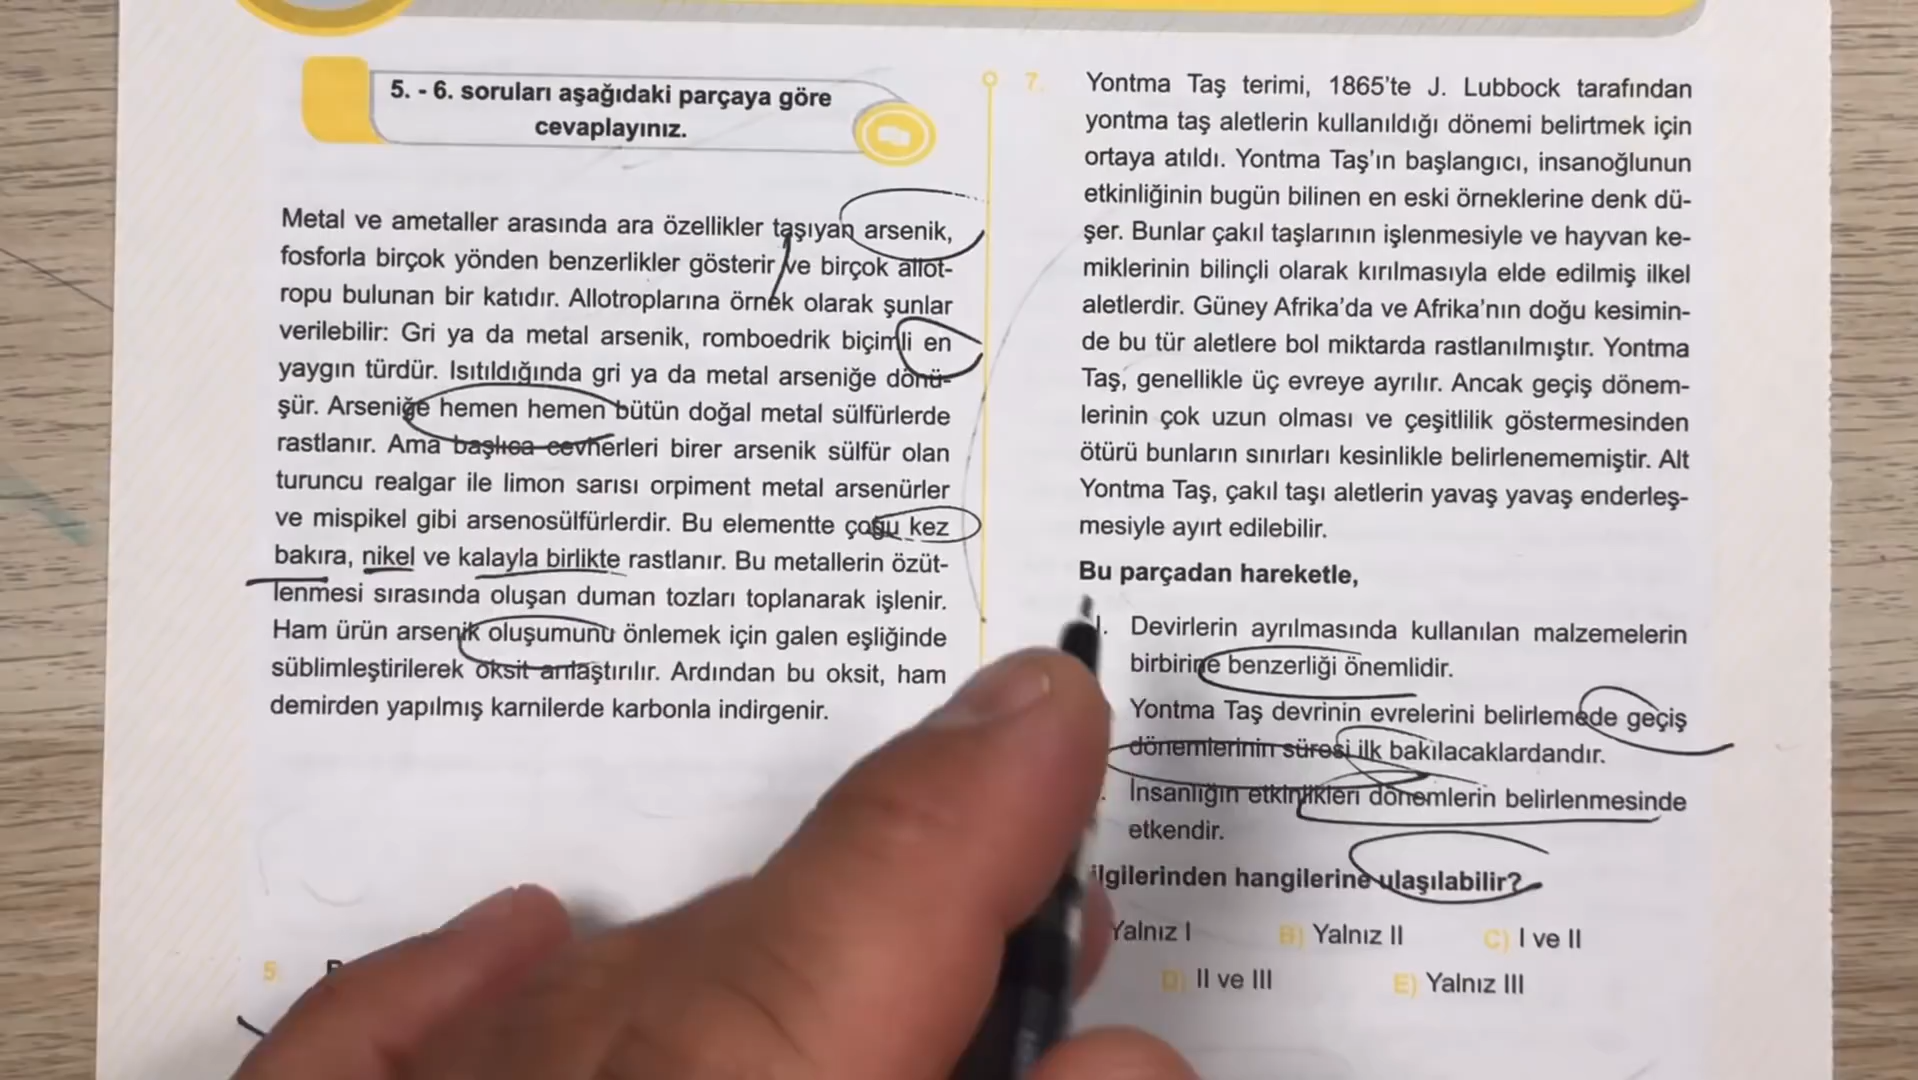 5. - 6. soruları aşağıdaki parçaya göre
cevaplayınız.
Metal ve ametaller arasında ara özellikler taşıyan arsenik,
fosforla birçok yönden benzerlikler gösterir ve birçok allot-
ropu bulunan bir katıdır. Allotroplarına örnek olarak şunlar
verilebilir: Gri ya da metal arsenik, romboedrik biçimli en
yaygın türdür. Isıtıldığında gri ya da metal arseniğe dönü-
şür. Arseniğe hemen hemen bütün doğal metal sülfürlerde
rastlanır. Ama başlıca cevherleri birer arsenik sülfür olan
turuncu realgar ile limon sarısı orpiment metal arsenürler
ve mispikel gibi arsenosülfürlerdir. Bu elementte çoğu kez
bakıra, nikel ve kalayla birlikte rastlanır. Bu metallerin özüt-
lenmesi sırasında oluşan duman tozları toplanarak işlenir.
Ham ürün arsenik oluşumunu önlemek için galen eşliğinde
süblimleştirilerek oksit arılaştırılır. Ardından bu oksit, ham
demirden yapılmış karnilerde karbonla indirgenir.
5.
7. Yontma Taş terimi, 1865'te J. Lubbock tarafından
yontma taş aletlerin kullanıldığı dönemi belirtmek için
ortaya atıldı. Yontma Taş'ın başlangıcı, insanoğlunun
etkinliğinin bugün bilinen en eski örneklerine denk dü-
şer. Bunlar çakıl taşlarının işlenmesiyle ve hayvan ke-
miklerinin bilinçli olarak kırılmasıyla elde edilmiş ilkel
aletlerdir. Güney Afrika'da ve Afrika'nın doğu kesimin-
de bu tür aletlere bol miktarda rastlanılmıştır. Yontma
Taş, genellikle üç evreye ayrılır. Ancak geçiş dönem-
lerinin çok uzun olması ve çeşitlilik göstermesinden
ötürü bunların sınırları kesinlikle belirlenememiştir. Alt
Yontma Taş, çakıl taşı aletlerin yavaş yavaş enderleş-
mesiyle ayırt edilebilir.
Bu parçadan hareketle,
I. Devirlerin ayrılmasında kullanılan malzemelerin
birbirine benzerliği önemlidir.
Yontma Taş devrinin evrelerini belirlemede geçiş
dönemlerinin süresi ilk bakılacaklardandır.
İnsanlığın etkinlikleri dönemlerin belirlenmesinde
etkendir.
hangilerine ulaşılabilir?
Yalnız I B) Yalnız II C) I ve II
D) II ve III E) Yalnız III